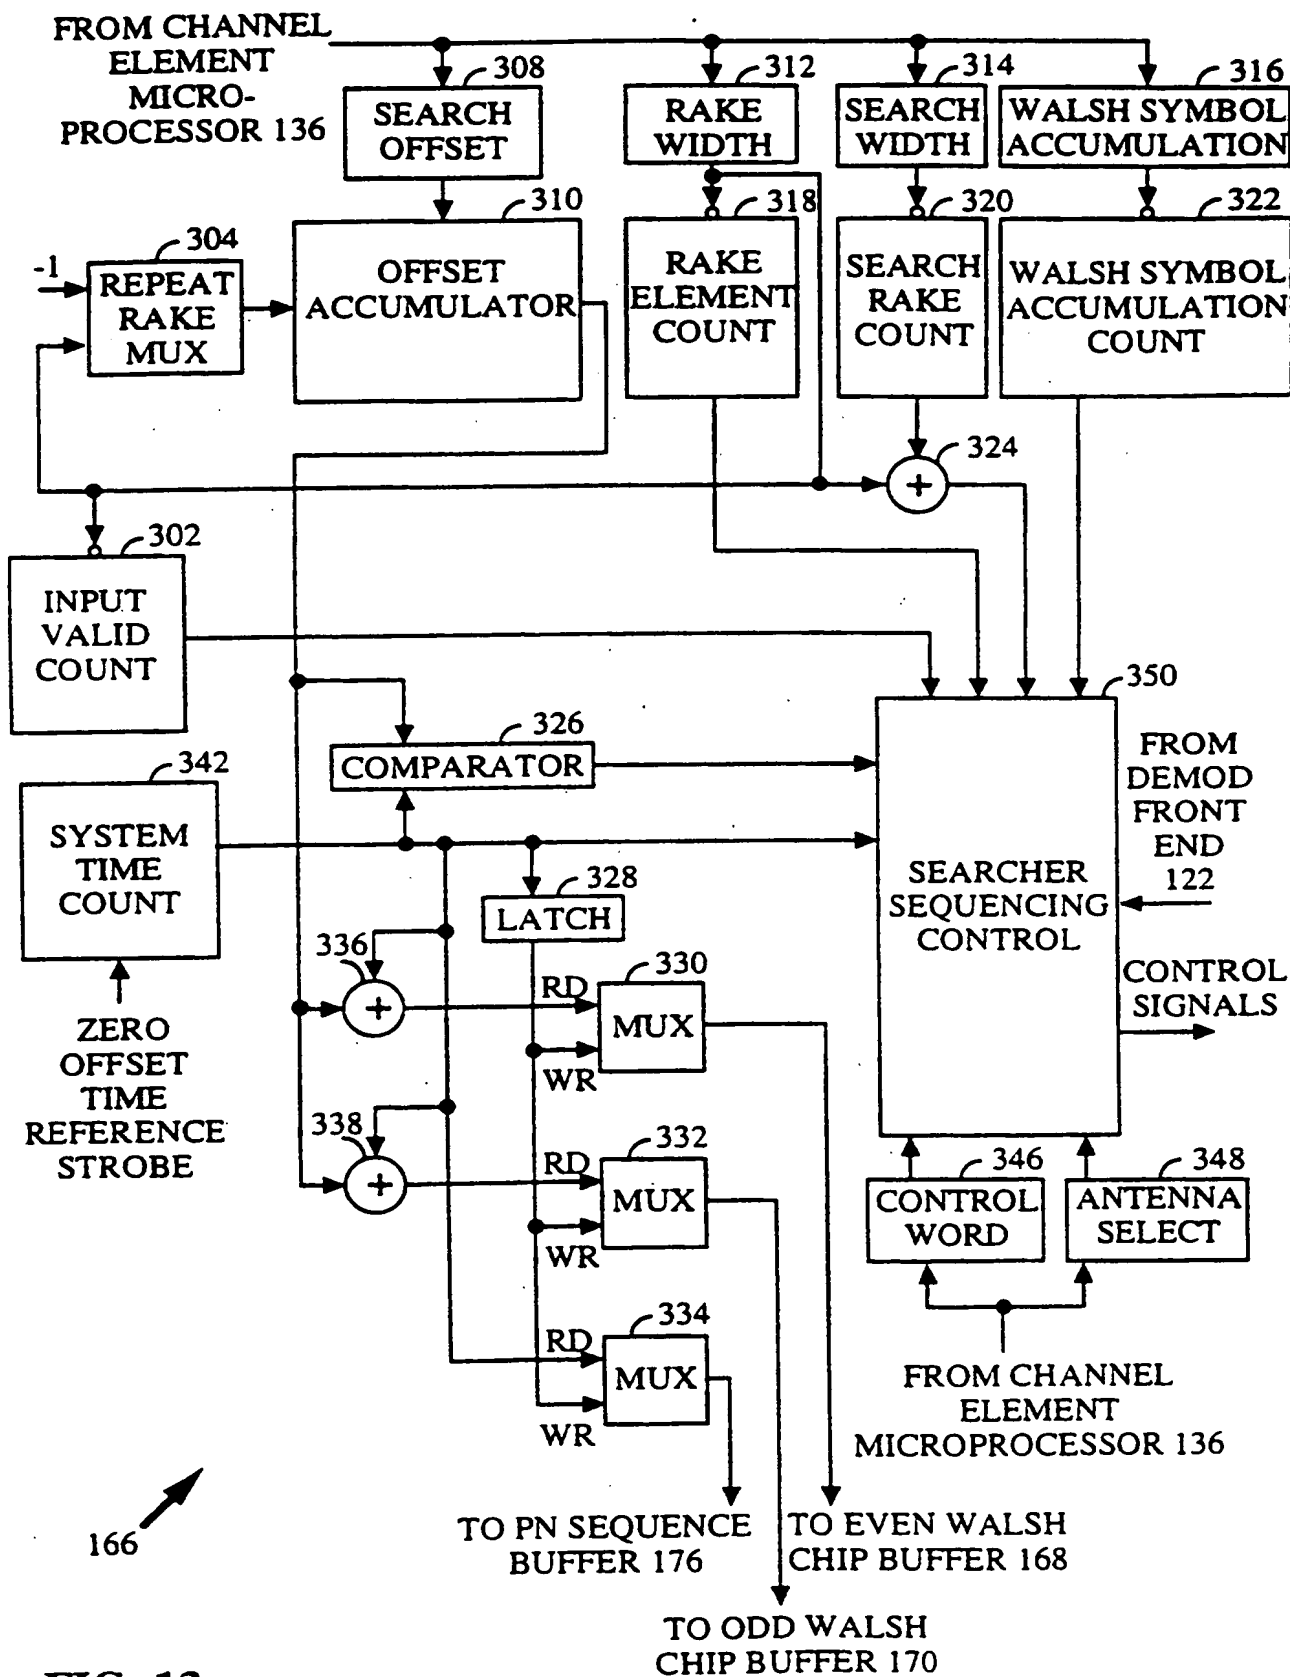 FROM CHANNEL
ELEMENT
MICRO-
PROCESSOR 136
308
SEARCH
OFFSET
312
RAKE
WIDTH
314
SEARCH
WIDTH
316
WALSH SYMBOL
ACCUMULATION
304
-1
REPEAT
RAKE
MUX
310
OFFSET
ACCUMULATOR
318
RAKE
ELEMENT
COUNT
320
SEARCH
RAKE
COUNT
322
WALSH SYMBOL
ACCUMULATION
COUNT
324
+
302
INPUT
VALID
COUNT
326
COMPARATOR
350
SEARCHER
SEQUENCING
CONTROL
FROM
DEMOD
FRONT
END
122
CONTROL
SIGNALS
342
SYSTEM
TIME
COUNT
328
LATCH
336
+
RD
330
MUX
WR
ZERO
OFFSET
TIME
REFERENCE
STROBE
338
+
RD
332
MUX
WR
346
CONTROL
WORD
348
ANTENNA
SELECT
RD
334
MUX
WR
FROM CHANNEL
ELEMENT
MICROPROCESSOR 136
166
TO PN SEQUENCE
BUFFER 176
TO EVEN WALSH
CHIP BUFFER 168
TO ODD WALSH
CHIP BUFFER 170